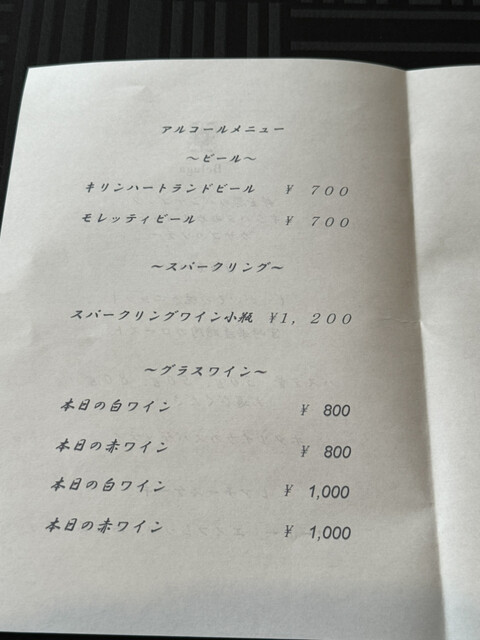 アルコールメニュー
～ビール～
キリンハートランドビール ￥ ７００
モレッティビール ￥ ７００
～スパークリング～
スパークリングワイン小瓶 ￥１，２００
～グラスワイン～
本日の白ワイン ￥ 800
本日の赤ワイン ￥ 800
本日の白ワイン ￥ 1,000
本日の赤ワイン ￥ 1,000